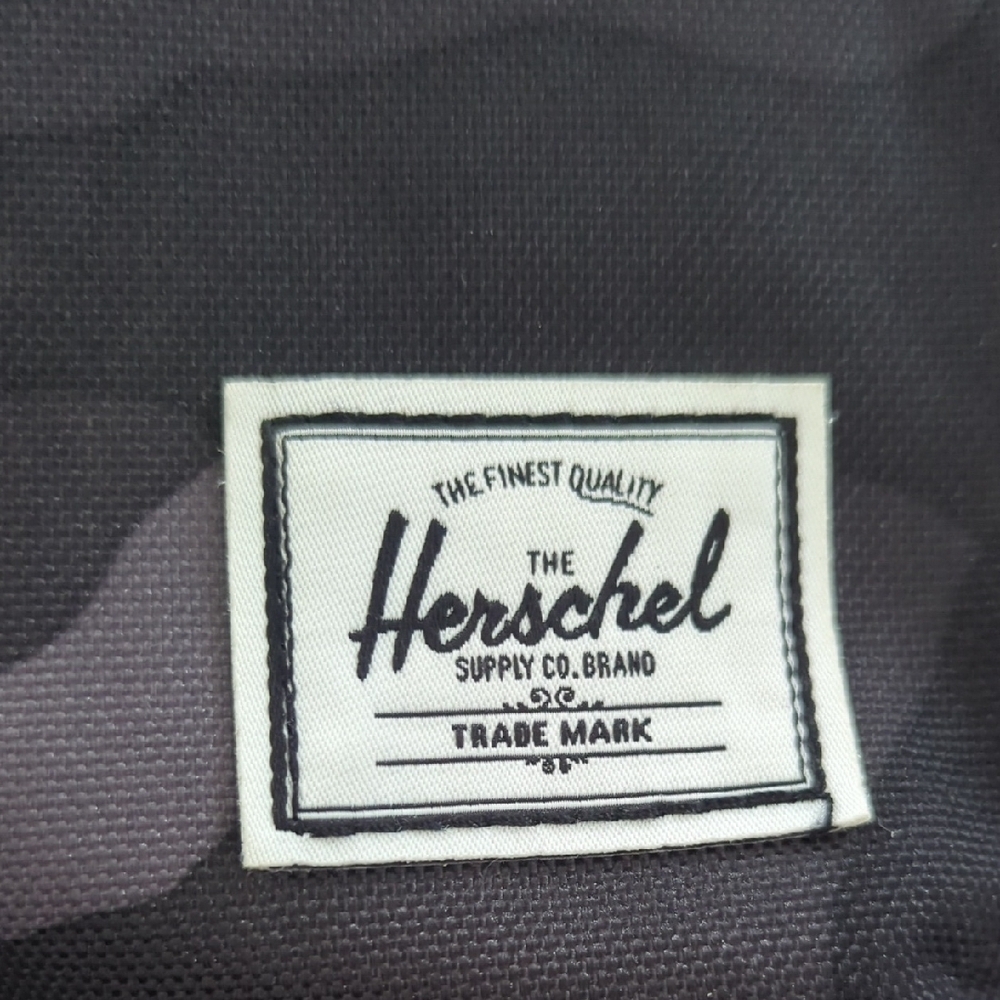 THE FINEST QUALITY
THE
Herschel
SUPPLY CO. BRAND
TRADE MARK